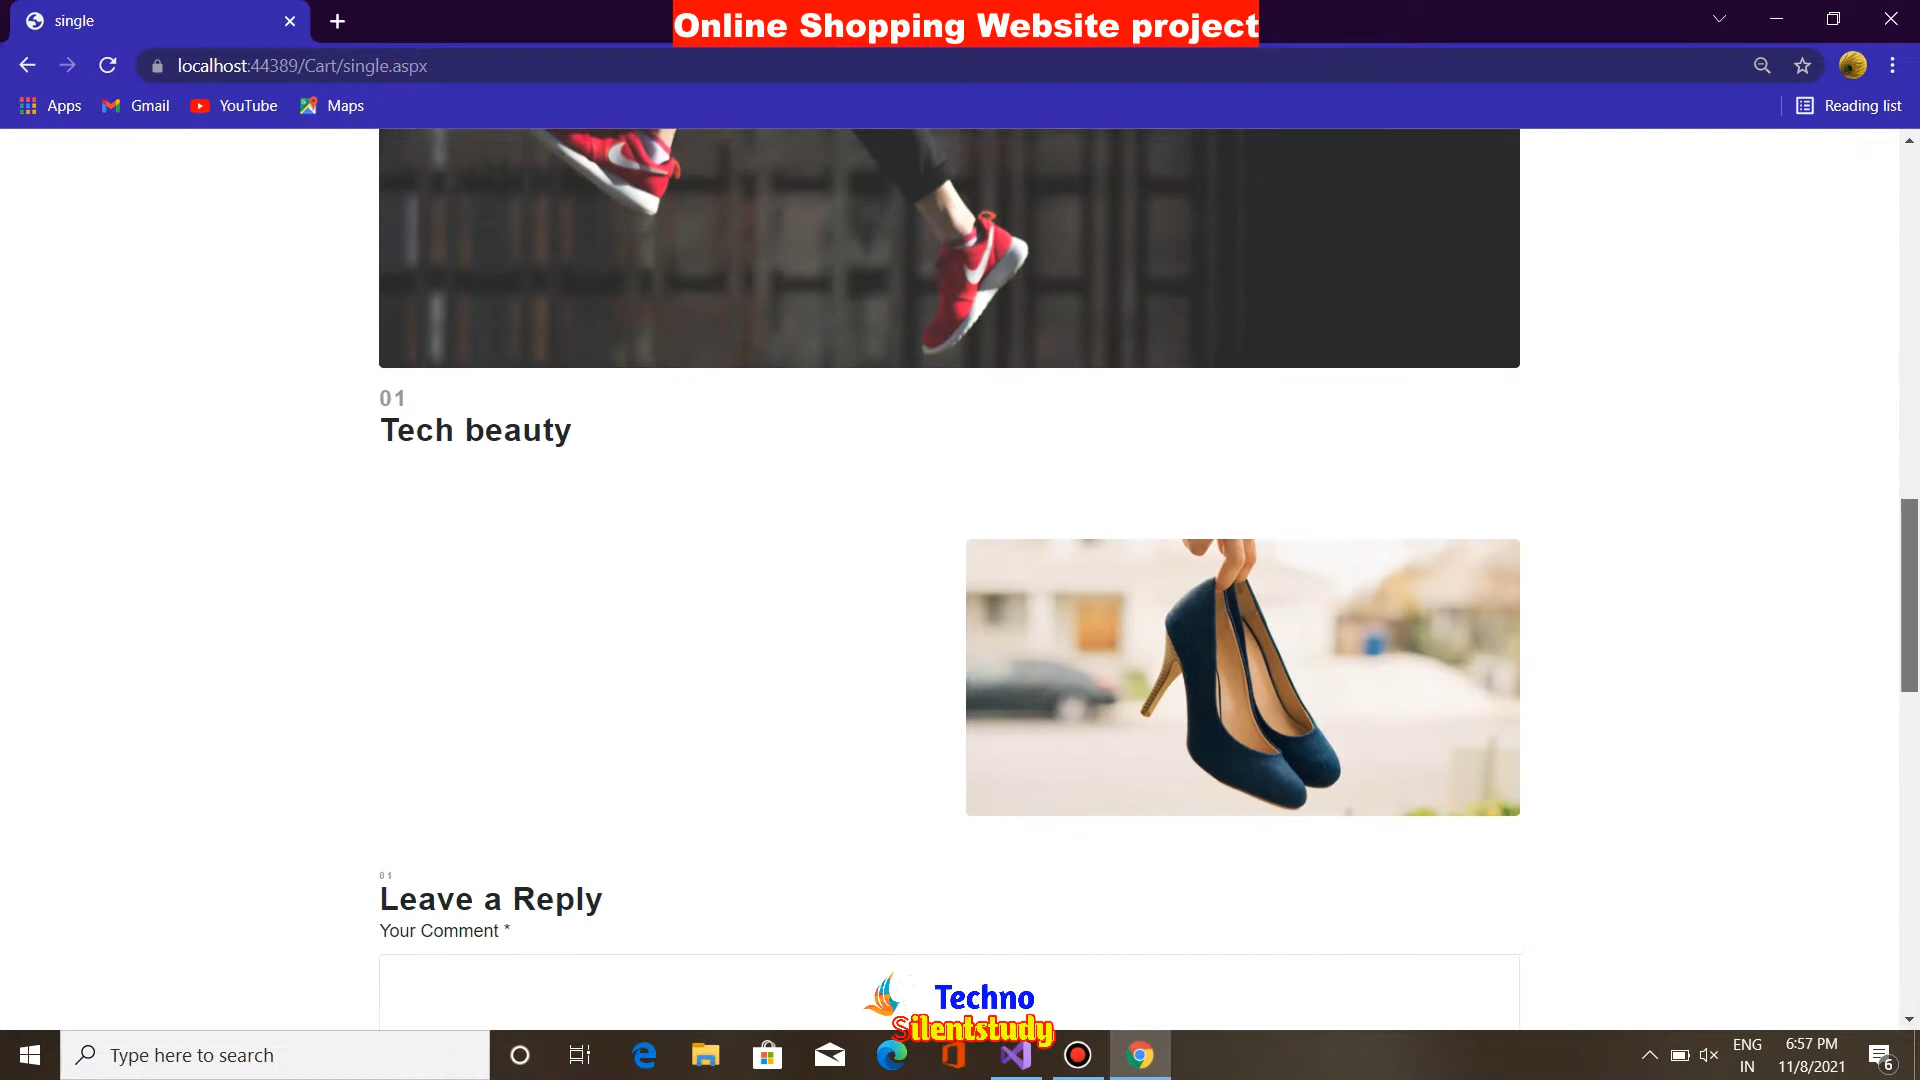 single
Online Shopping Website project
localhost:44389/Cart/single.aspx
Apps
Gmail
YouTube
Maps
Reading list
01
Tech beauty
01
Leave a Reply
Your Comment *
Techno
Silentstudy
Type here to search
ENG
IN
6:57 PM
11/8/2021
6